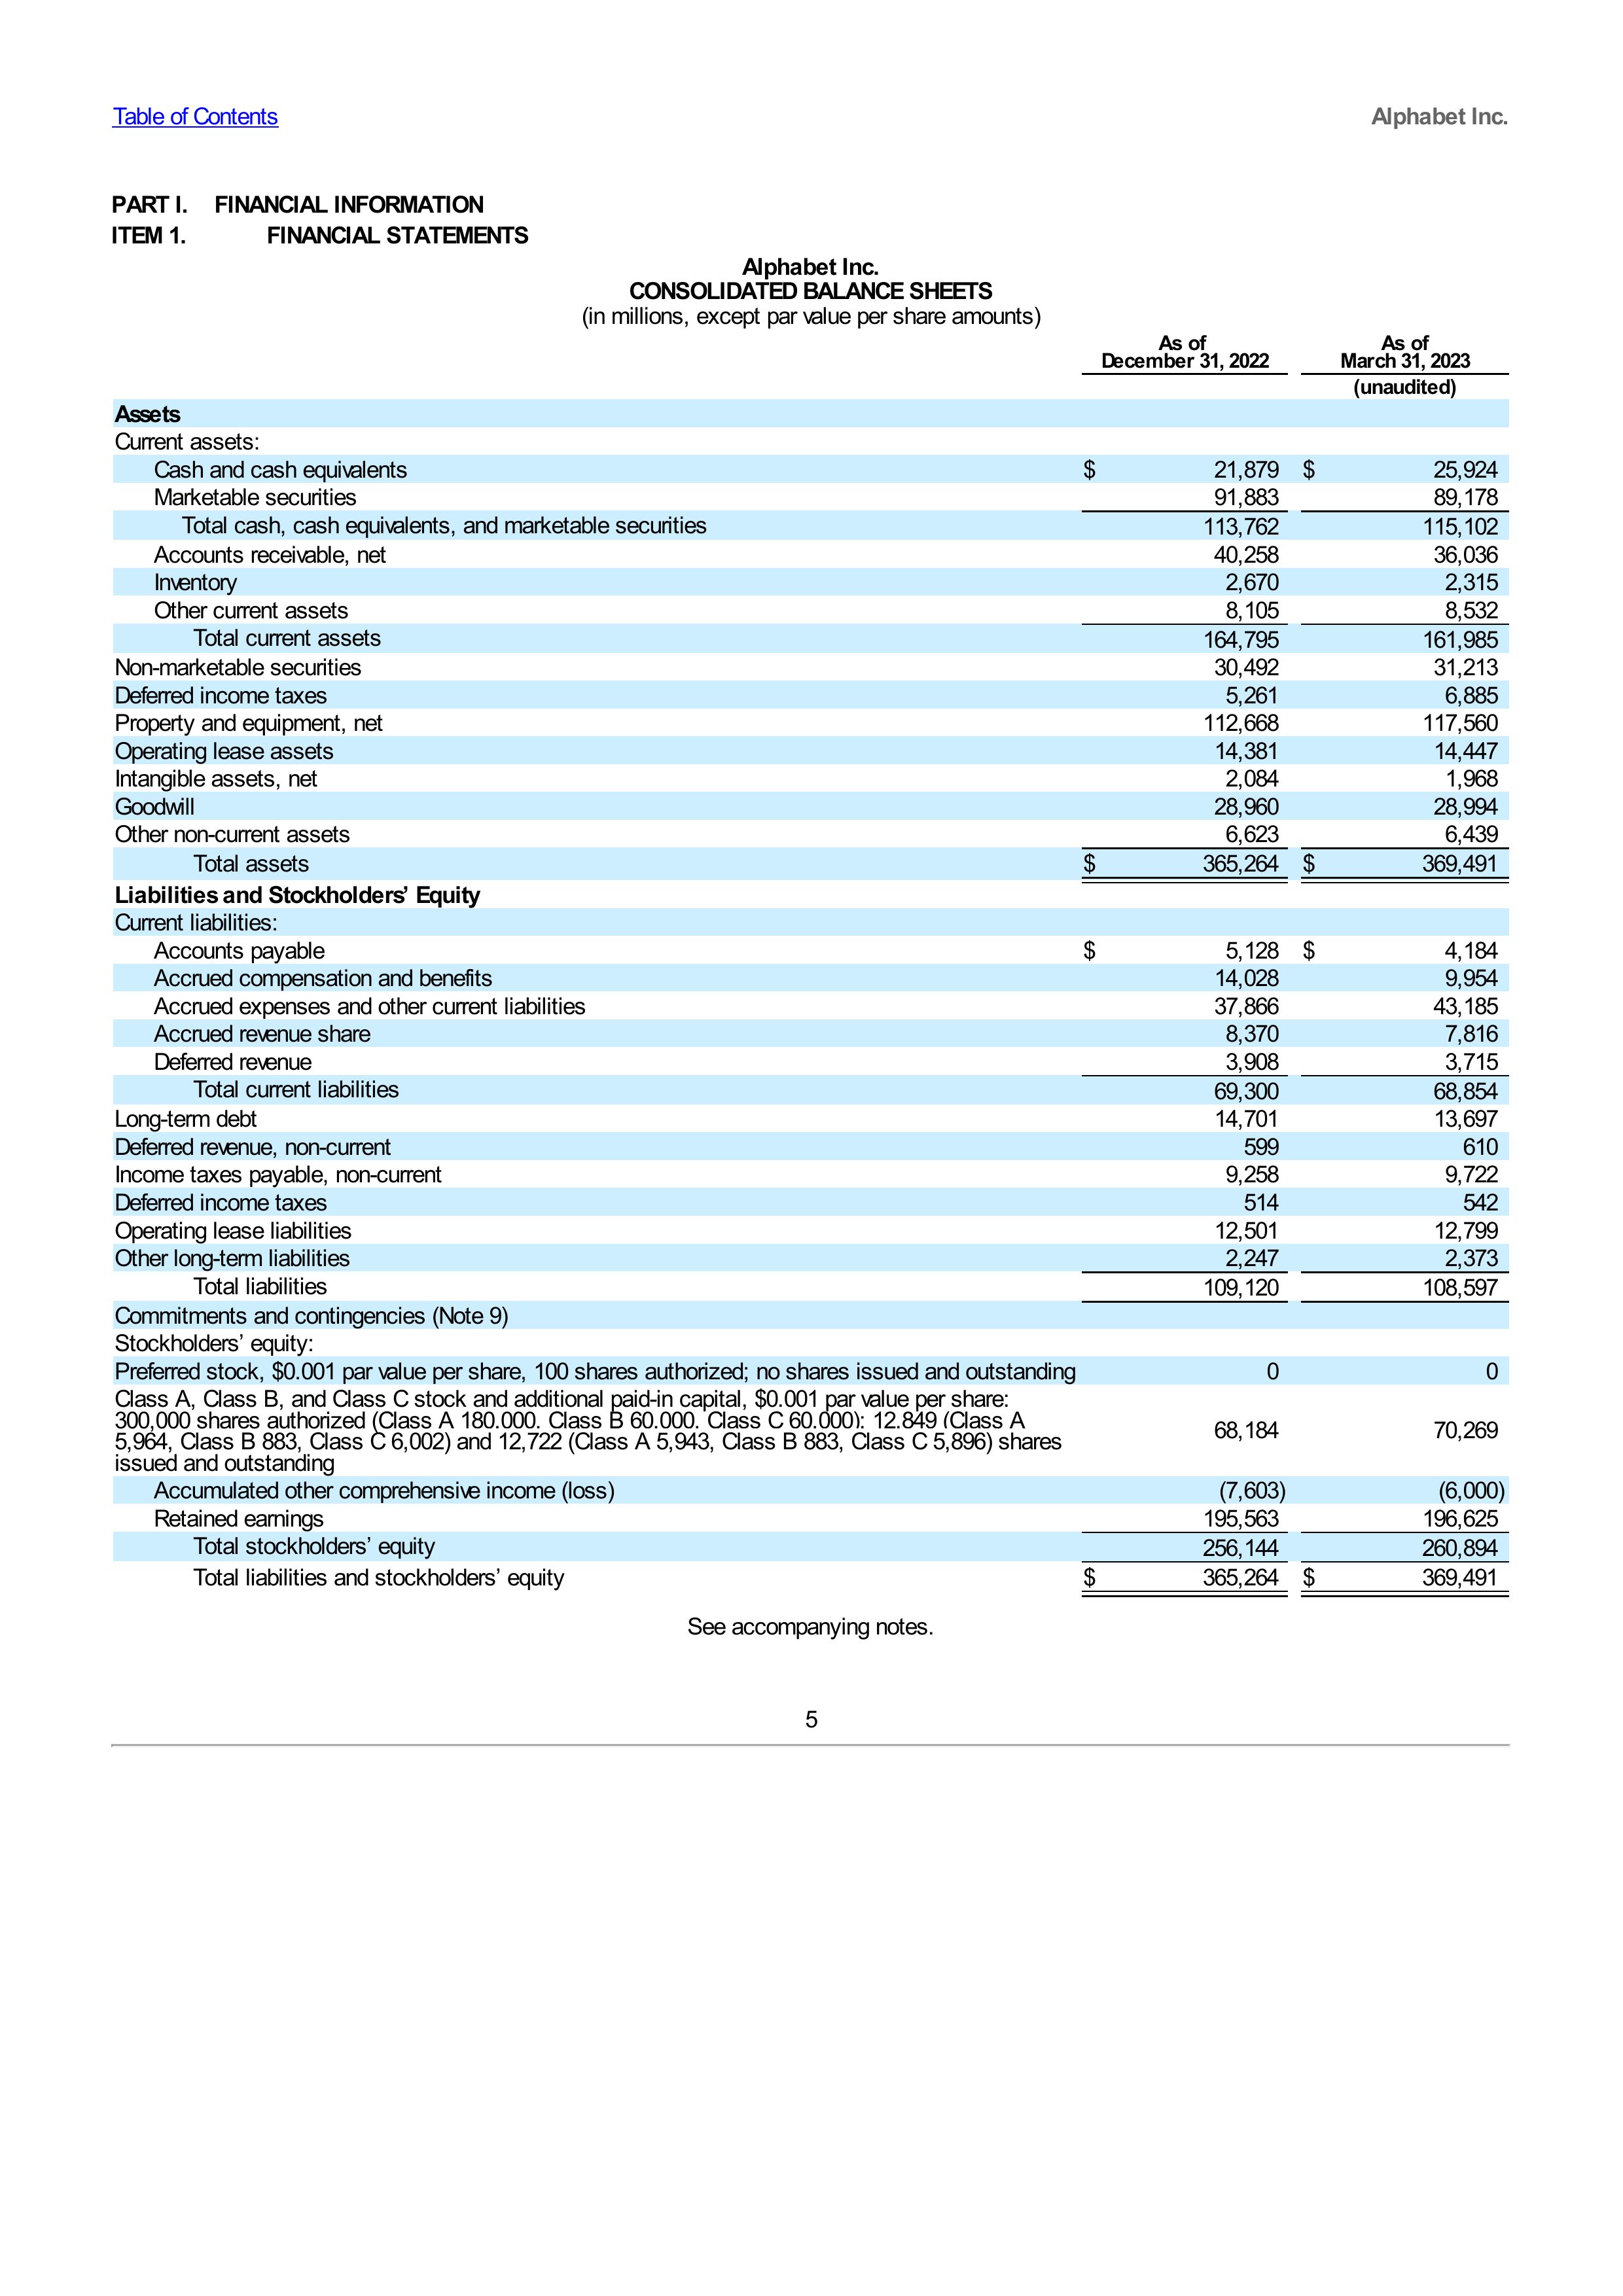 Table of Contents Alphabet Inc.
PART I. FINANCIAL INFORMATION
ITEM 1. FINANCIAL STATEMENTS
Alphabet Inc.
CONSOLIDATED BALANCE SHEETS
(in millions, except par value per share amounts)
As of As of
December 31, 2022 March 31, 2023
(unaudited)
Assets
Current assets:
Cash and cash equivalents $ 21,879 $ 25,924
Marketable securities 91,883 89,178
Total cash, cash equivalents, and marketable securities 113,762 115,102
Accounts receivable, net 40,258 36,036
Inventory 2,670 2,315
Other current assets 8,105 8,532
Total current assets 164,795 161,985
Non-marketable securities 30,492 31,213
Deferred income taxes 5,261 6,885
Property and equipment, net 112,668 117,560
Operating lease assets 14,381 14,447
Intangible assets, net 2,084 1,968
Goodwill 28,960 28,994
Other non-current assets 6,623 6,439
Total assets $ 365,264 $ 369,491
Liabilities and Stockholders’ Equity
Current liabilities:
Accounts payable $ 5,128 $ 4,184
Accrued compensation and benefits 14,028 9,954
Accrued expenses and other current liabilities 37,866 43,185
Accrued revenue share 8,370 7,816
Deferred revenue 3,908 3,715
Total current liabilities 69,300 68,854
Long-term debt 14,701 13,697
Deferred revenue, non-current 599 610
Income taxes payable, non-current 9,258 9,722
Deferred income taxes 514 542
Operating lease liabilities 12,501 12,799
Other long-term liabilities 2,247 2,373
Total liabilities 109,120 108,597
Commitments and contingencies (Note 9)
Stockholders’ equity:
Preferred stock, $0.001 par value per share, 100 shares authorized; no shares issued and outstanding 0 0
Class A, Class B, and Class C stock and additional paid-in capital, $0.001 par value per share:
300,000 shares authorized (Class A 180,000, Class B 60,000, Class C 60,000); 12,849 (Class A
5,964, Class B 883, Class C 6,002) and 12,722 (Class A 5,943, Class B 883, Class C 5,896) shares
issued and outstanding 68,184 70,269
Accumulated other comprehensive income (loss) (7,603) (6,000)
Retained earnings 195,563 196,625
Total stockholders’ equity 256,144 260,894
Total liabilities and stockholders’ equity $ 365,264 $ 369,491
See accompanying notes.
5